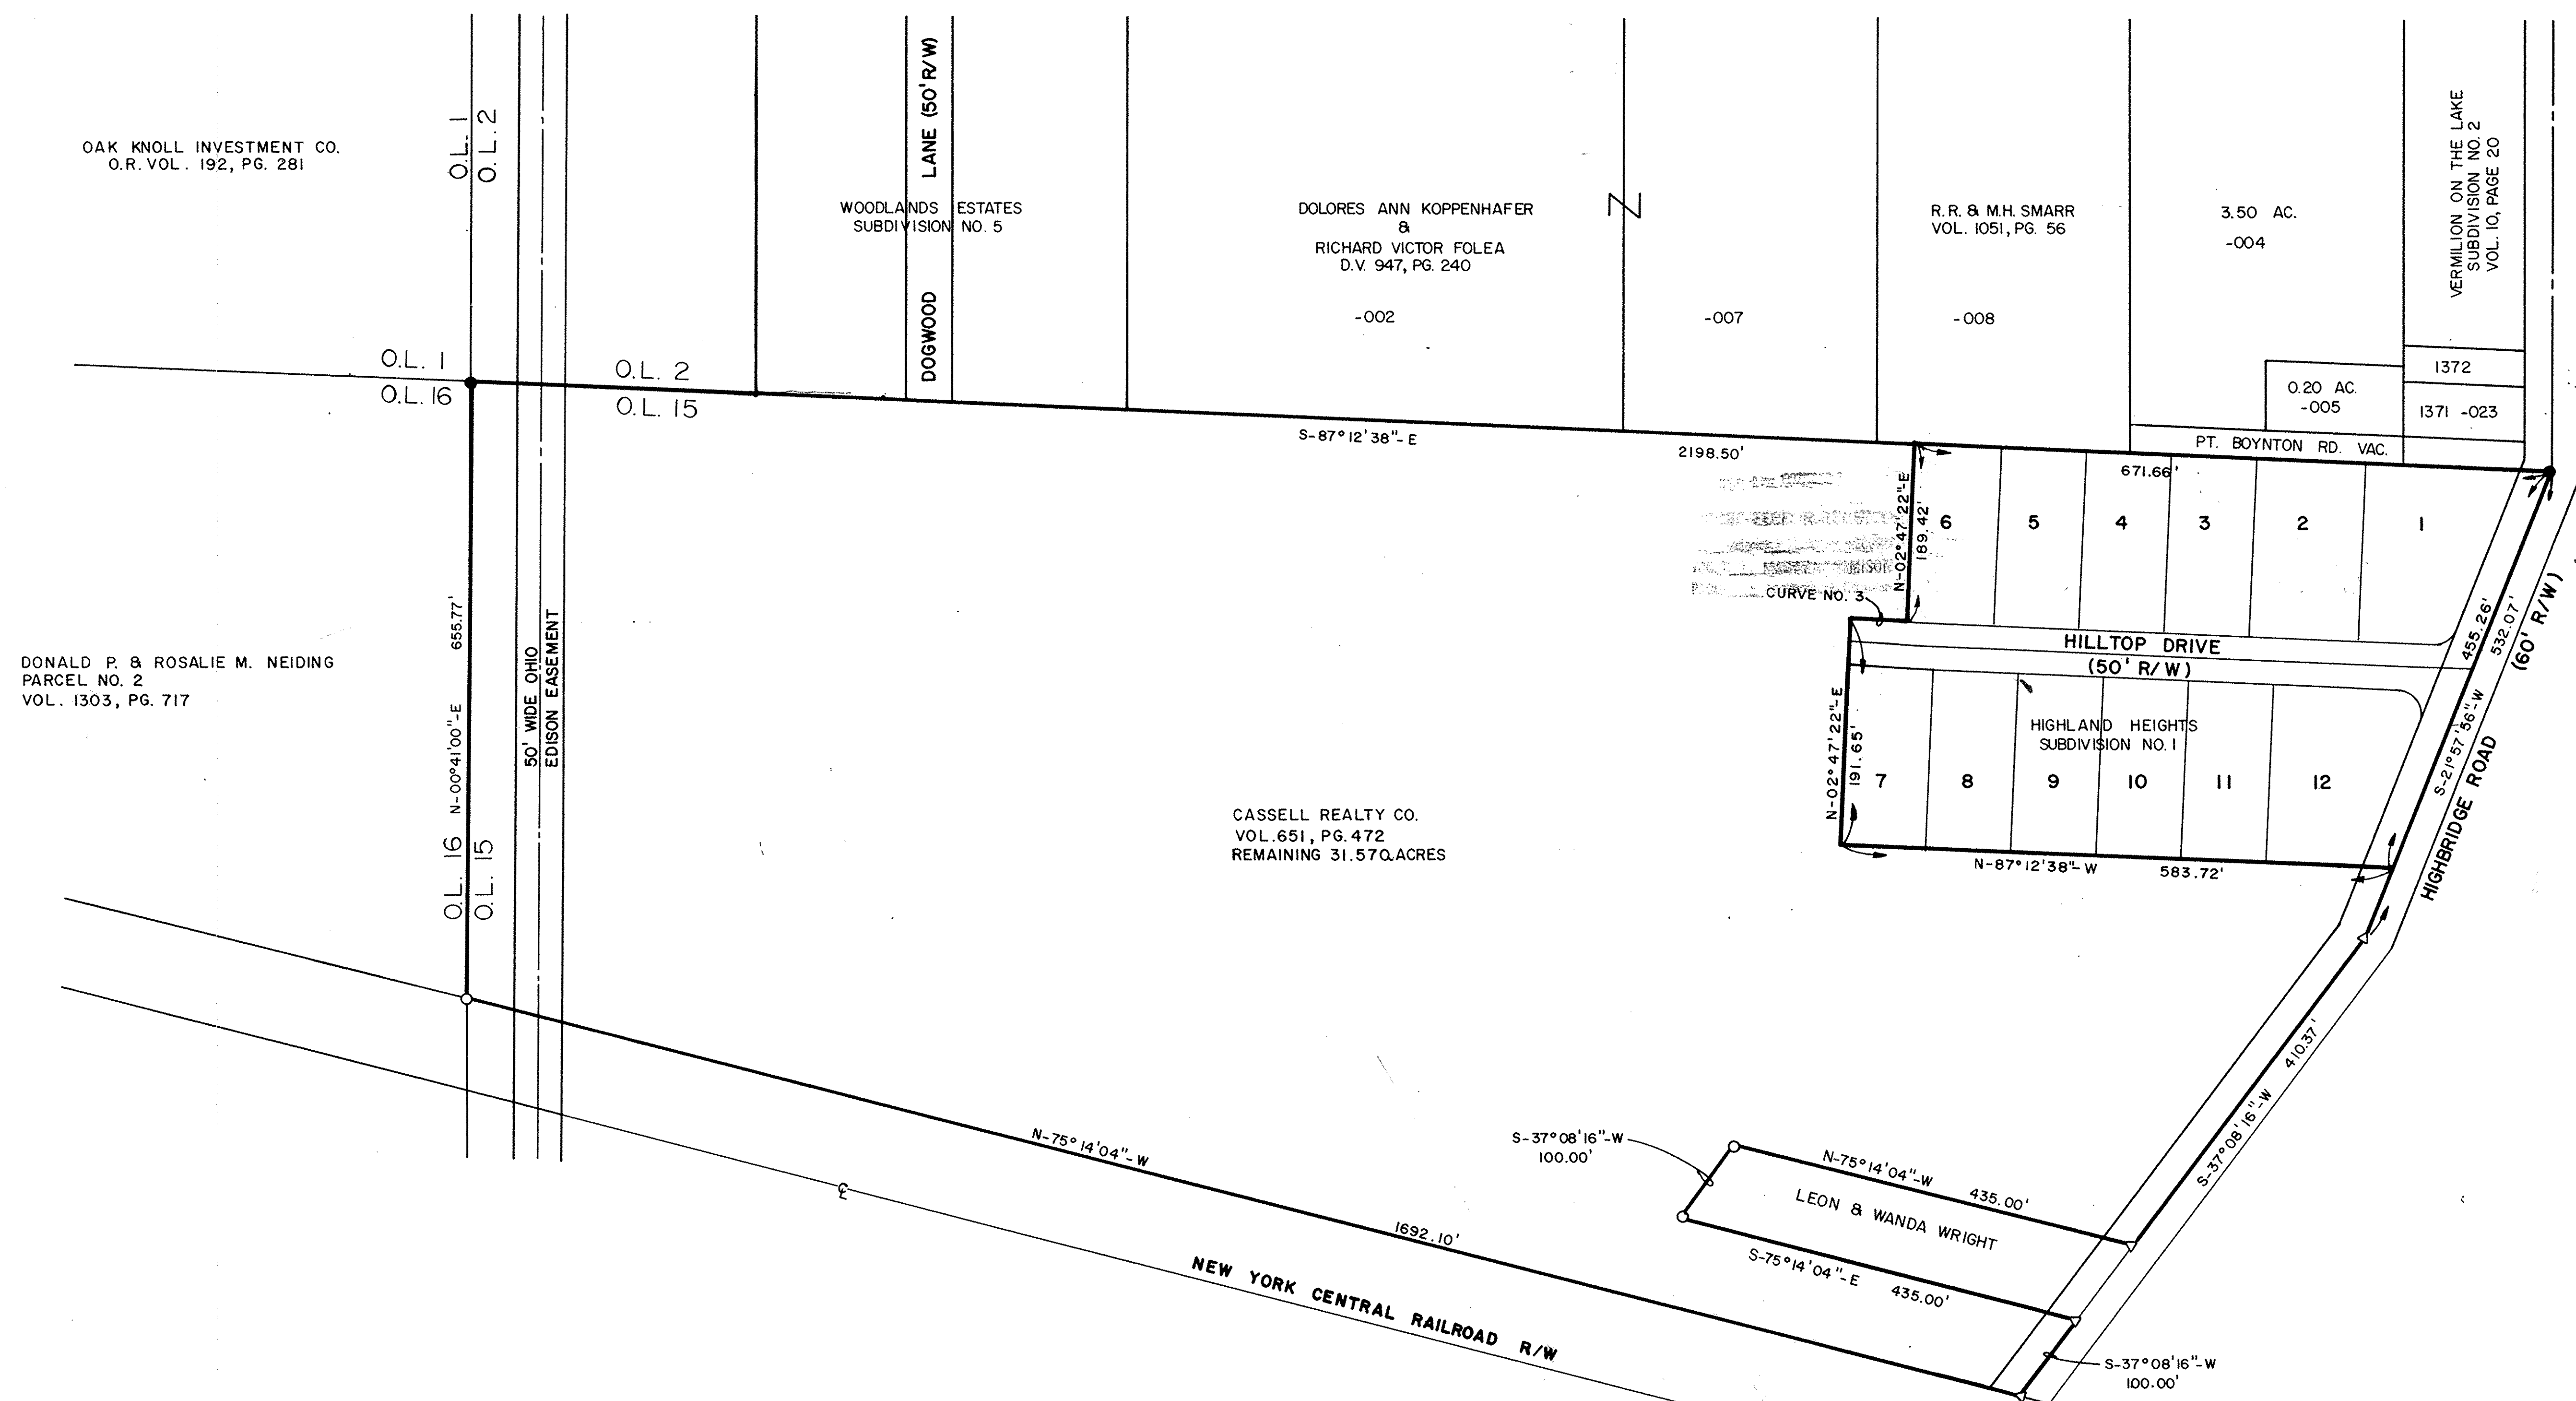 OAK KNOLL INVESTMENT CO.
O.R. VOL. 192, PG. 281
O.L. 1
O.L. 2
WOODLANDS ESTATES
SUBDIVISION NO. 5
DOGWOOD LANE (50' R/W)
DOLORES ANN KOPPENHAFER
&
RICHARD VICTOR FOLEA
D.V. 947, PG. 240
-002
Z
-007
R.R. & M.H. SMARR
VOL. 1051, PG. 56
-008
3.50 AC.
-004
VERMILION ON THE LAKE
SUBDIVISION NO. 2
VOL. 10, PAGE 20
1372
0.20 AC.
-005
1371 -023
PT. BOYNTON RD. VAC.
O.L. 1
O.L. 16
O.L. 2
O.L. 15
S-87°12'38"-E
2198.50'
671.66'
N-02°47'22"-E
189.42'
6
5
4
3
2
1
CURVE NO. 3
HILLTOP DRIVE
(50' R/W)
455.26'
532.07'
S-21°57'56"-W
HIGHBRIDGE ROAD (60' R/W)
N-02°47'22"-E
191.65'
HIGHLAND HEIGHTS
SUBDIVISION NO. 1
7
8
9
10
11
12
N-87°12'38"-W 583.72'
DONALD P. & ROSALIE M. NEIDING
PARCEL NO. 2
VOL. 1303, PG. 717
655.77'
N-00°41'00"-E
O.L. 16
O.L. 15
50' WIDE OHIO
EDISON EASEMENT
CASSELL REALTY CO.
VOL. 651, PG. 472
REMAINING 31.570 ACRES
N-75°14'04"-W
1692.10'
℄
NEW YORK CENTRAL RAILROAD R/W
S-37°08'16"-W
100.00'
N-75°14'04"-W 435.00'
LEON & WANDA WRIGHT
S-75°14'04"-E 435.00'
S-37°08'16"-W 410.37'
S-37°08'16"-W
100.00'